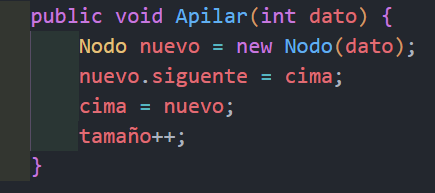 public void Apilar(int dato) {
Nodo nuevo = new Nodo(dato);
nuevo.siguente = cima;
cima = nuevo;
tamaño++;
}